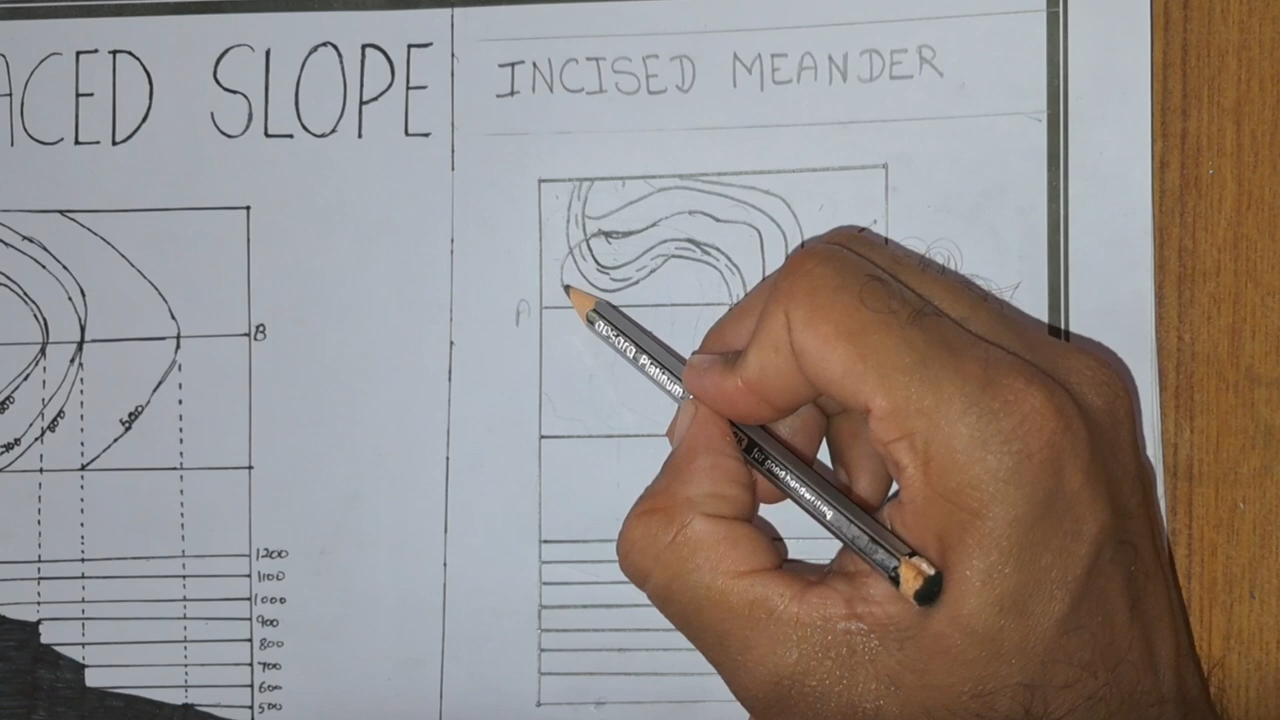 ACED SLOPE
INCISED MEANDER
B
A
500
600
700
1200
1100
1000
900
800
700
600
500
apsara Platinum
for good handwriting